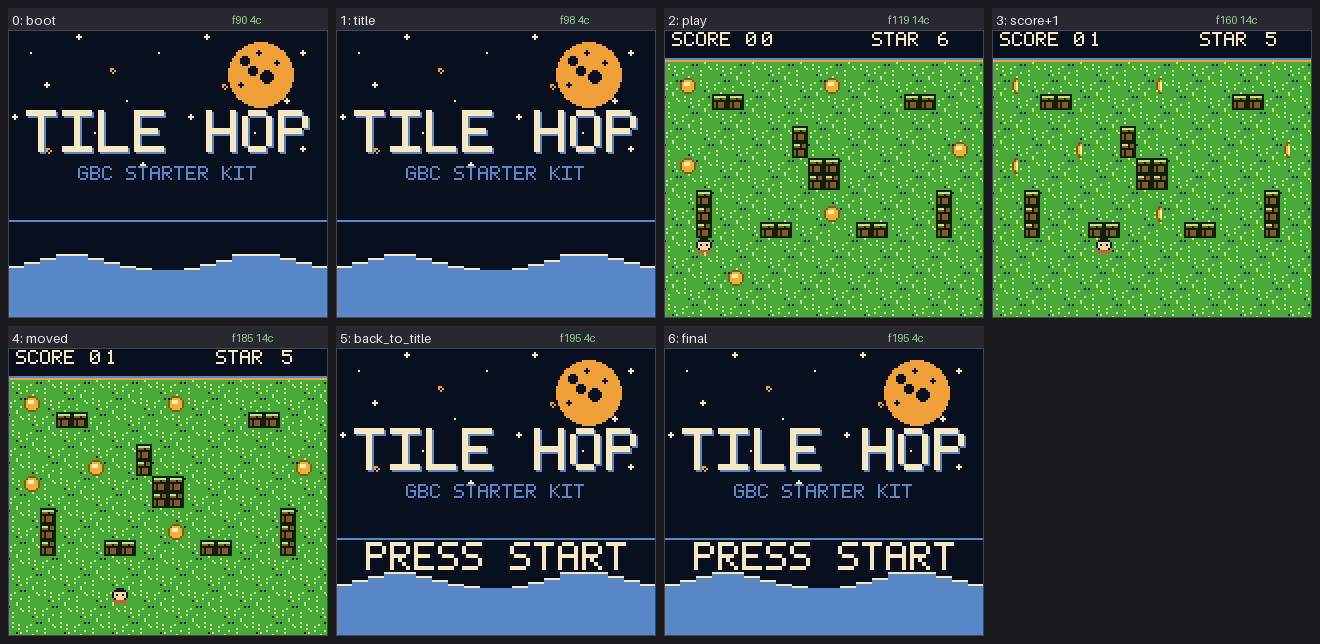 0: boot f90 4c
TILE HOP
GBC STARTER KIT
1: title f98 4c
TILE HOP
GBC STARTER KIT
2: play f119 14c
SCORE 00 STAR 6
3: score+1 f160 14c
SCORE 01 STAR 5
4: moved f185 14c
SCORE 01 STAR 5
5: back_to_title f195 4c
TILE HOP
GBC STARTER KIT
PRESS START
6: final f195 4c
TILE HOP
GBC STARTER KIT
PRESS START